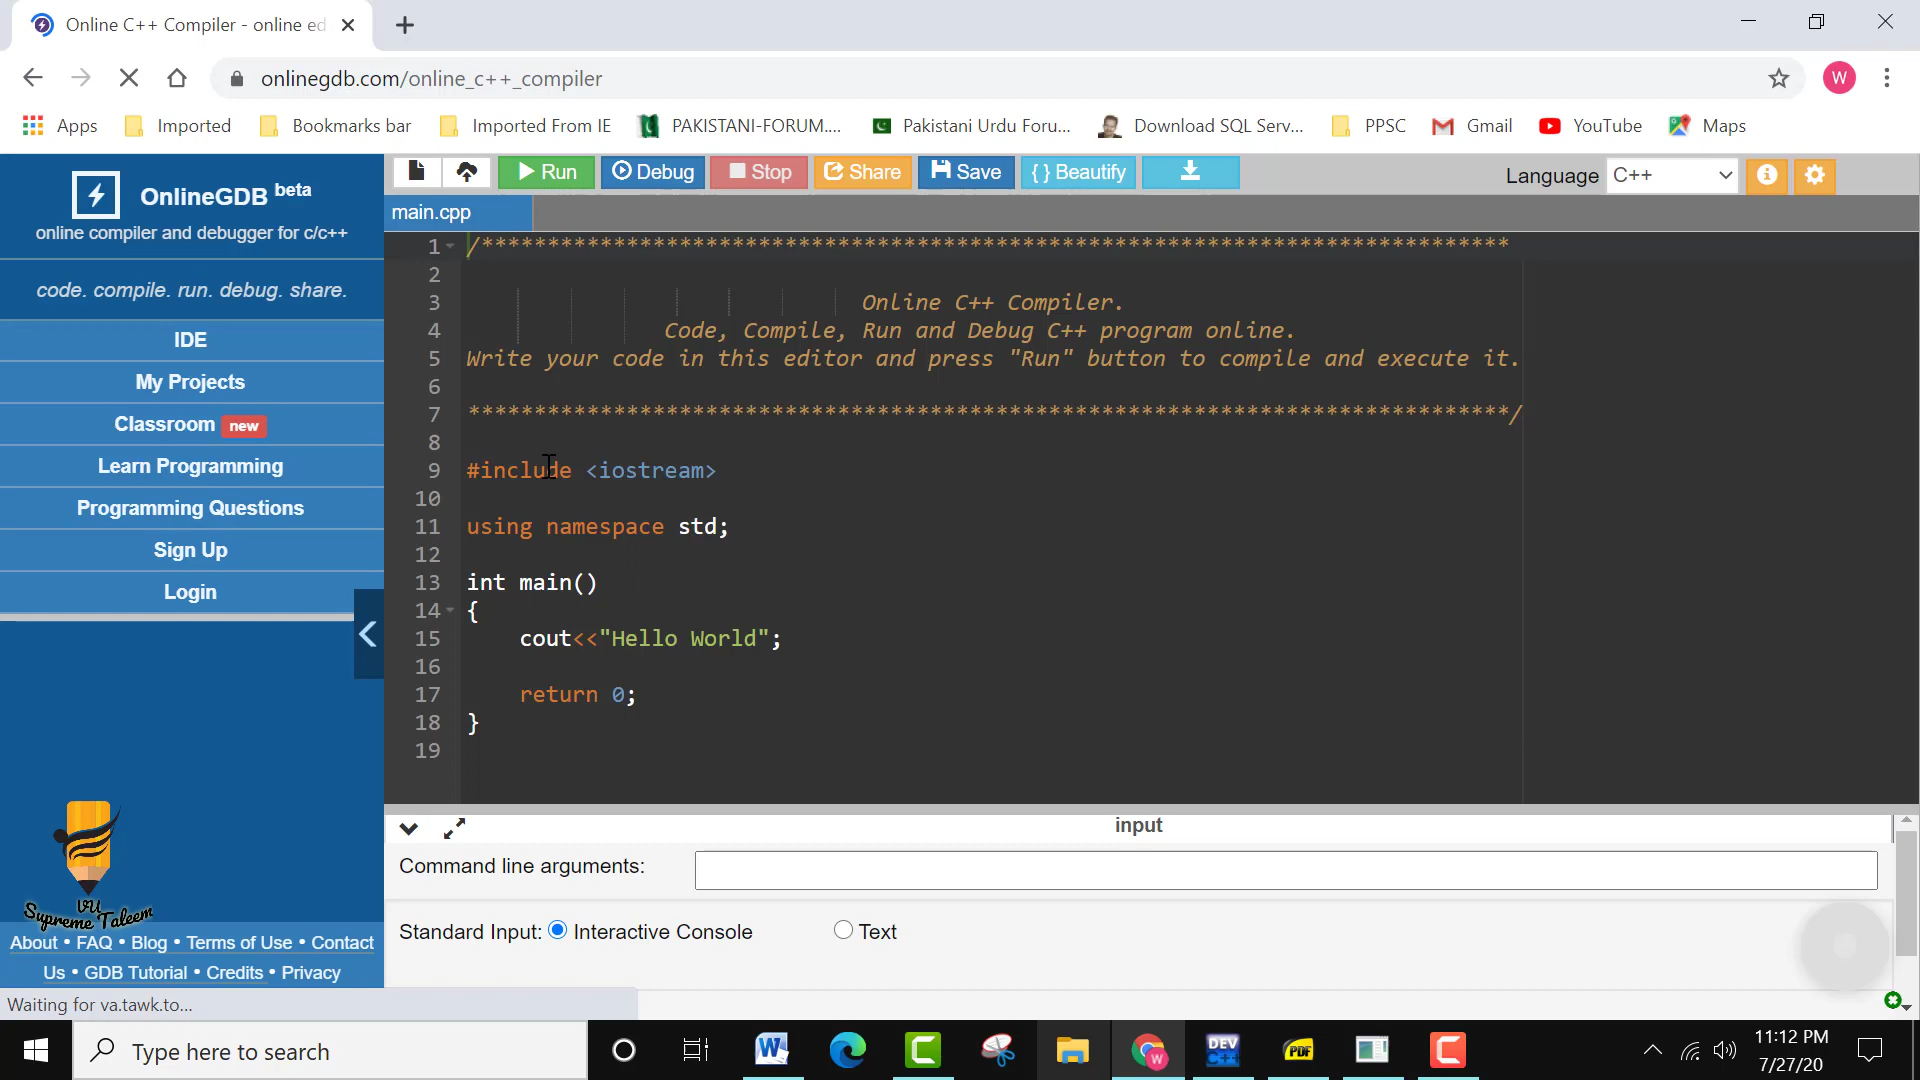 Online C++ Compiler - online ed
onlinegdb.com/online_c++_compiler
W
Apps
Imported
Bookmarks bar
Imported From IE
PAKISTANI-FORUM....
Pakistani Urdu Foru...
Download SQL Serv...
PPSC
Gmail
YouTube
Maps
OnlineGDB beta
online compiler and debugger for c/c++
code. compile. run. debug. share.
IDE
My Projects
Classroom new
Learn Programming
Programming Questions
Sign Up
Login
VU
Supreme Taleem
About • FAQ • Blog • Terms of Use • Contact
Us • GDB Tutorial • Credits • Privacy
Waiting for va.tawk.to...
Run
Debug
Stop
Share
Save
{ } Beautify
Language C++
main.cpp
1 /******************************************************************************
2
3 Online C++ Compiler.
4 Code, Compile, Run and Debug C++ program online.
5 Write your code in this editor and press "Run" button to compile and execute it.
6
7 *******************************************************************************/
8
9 #include <iostream>
10
11 using namespace std;
12
13 int main()
14 {
15 cout<<"Hello World";
16
17 return 0;
18 }
19
input
Command line arguments:
Standard Input: Interactive Console Text
Type here to search
W
DEV
C++
PDF
W
11:12 PM
7/27/20